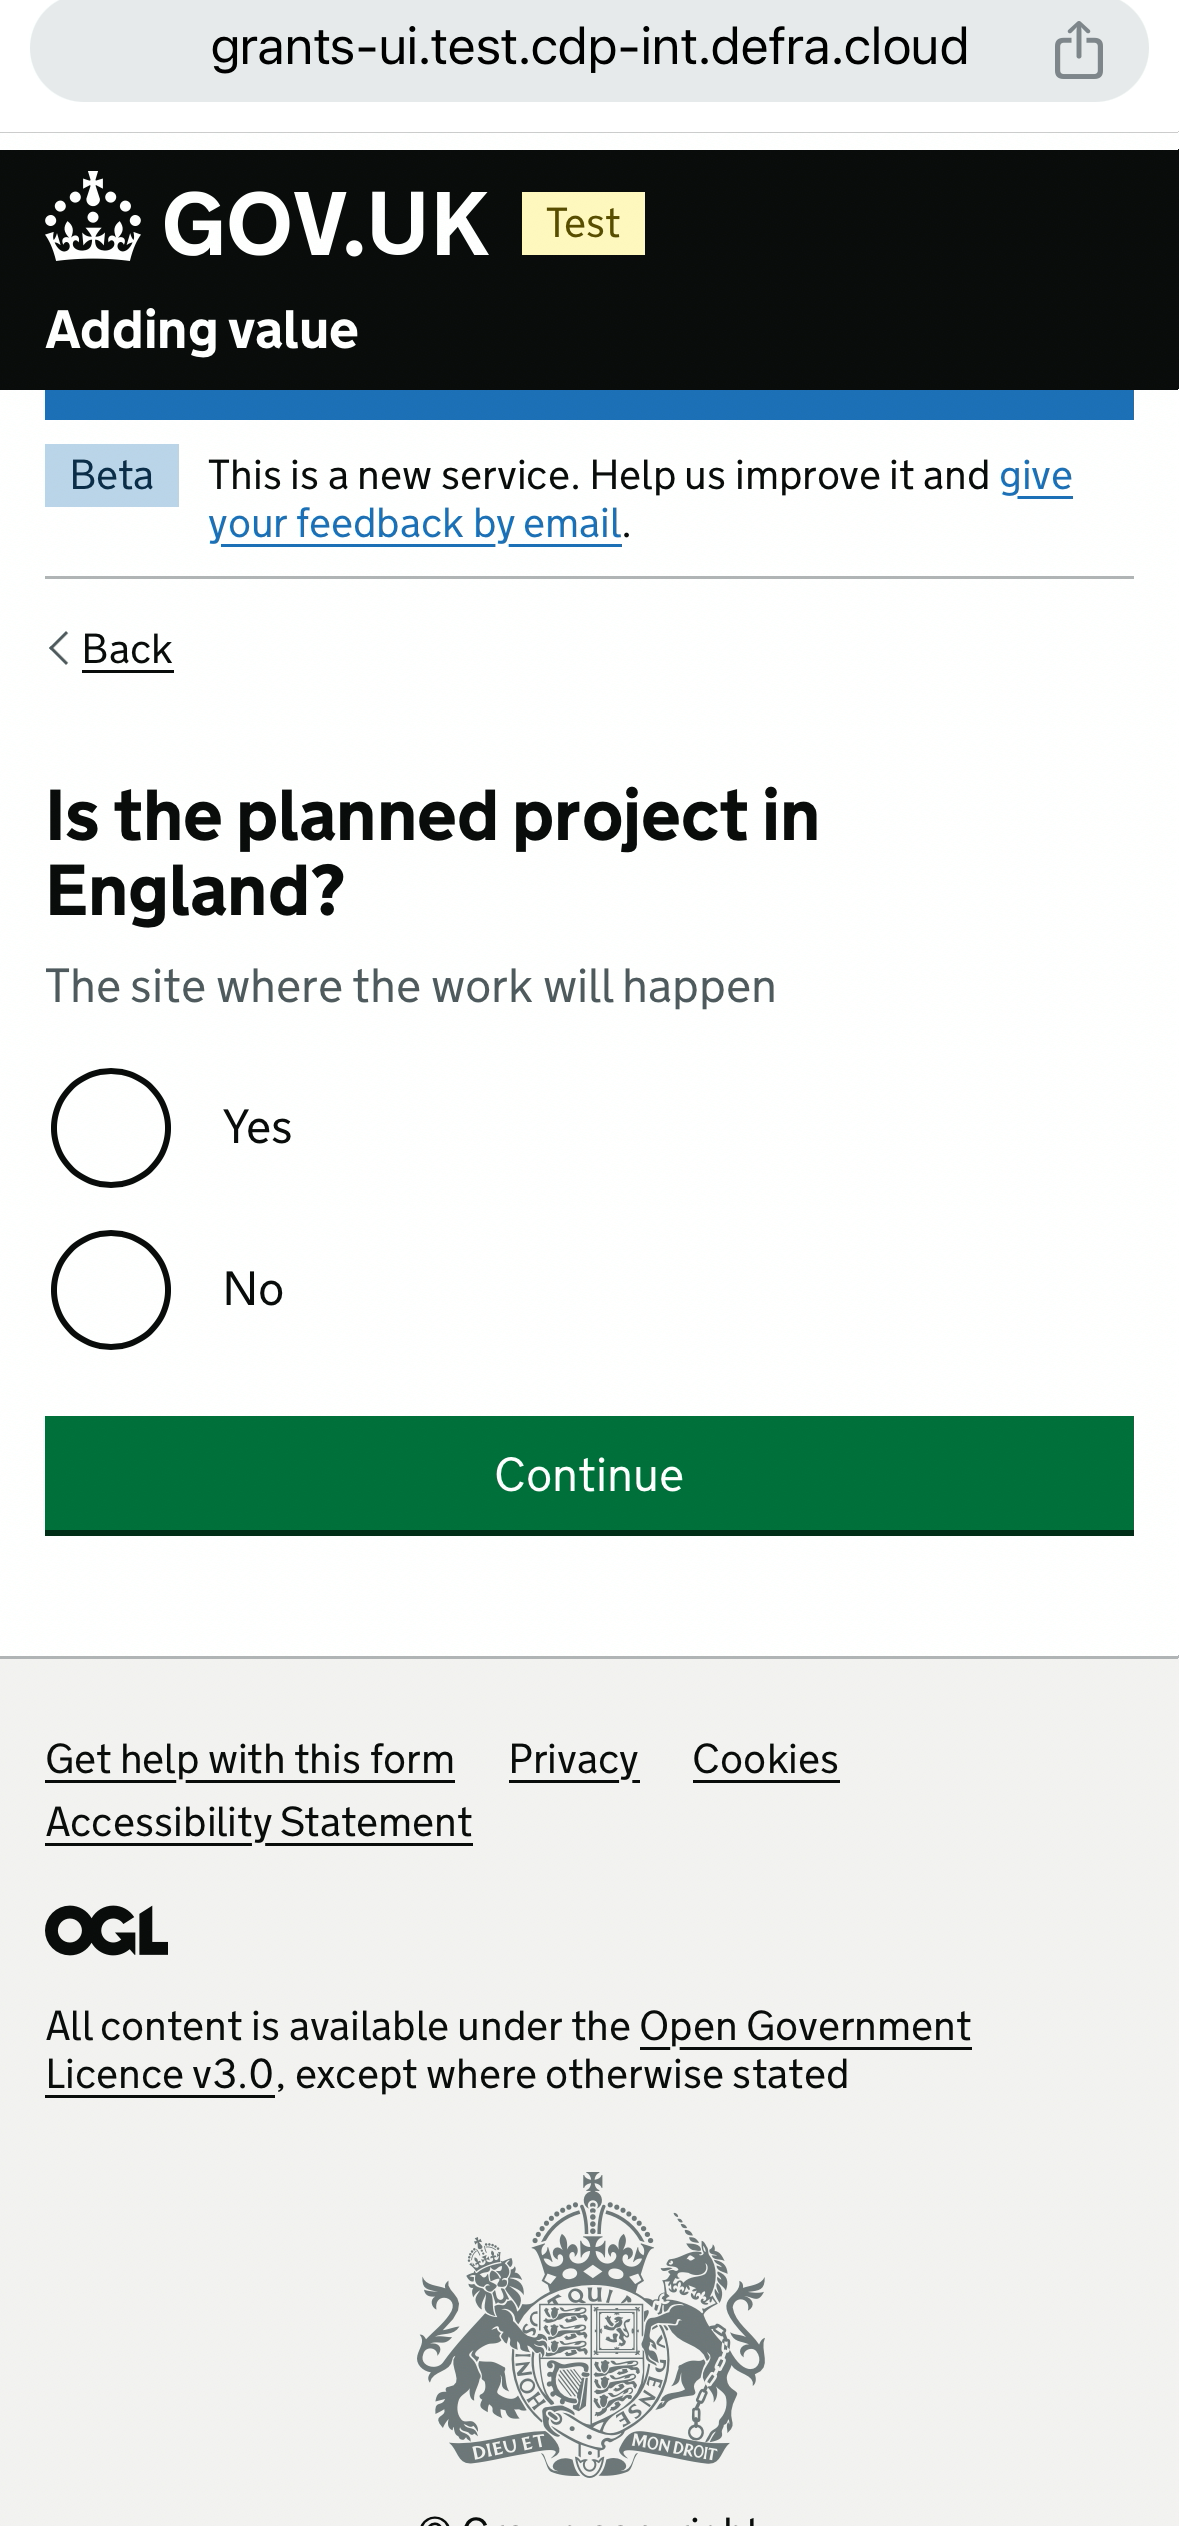 grants-ui.test.cdp-int.defra.cloud
GOV.UK Test
Adding value
Beta This is a new service. Help us improve it and give
your feedback by email.
Back
Is the planned project in
England?
The site where the work will happen
Yes
No
Continue
Get help with this form Privacy Cookies
Accessibility Statement
OGL
All content is available under the Open Government
Licence v3.0, except where otherwise stated
DIEU ET MON DROIT
© Crown copyright